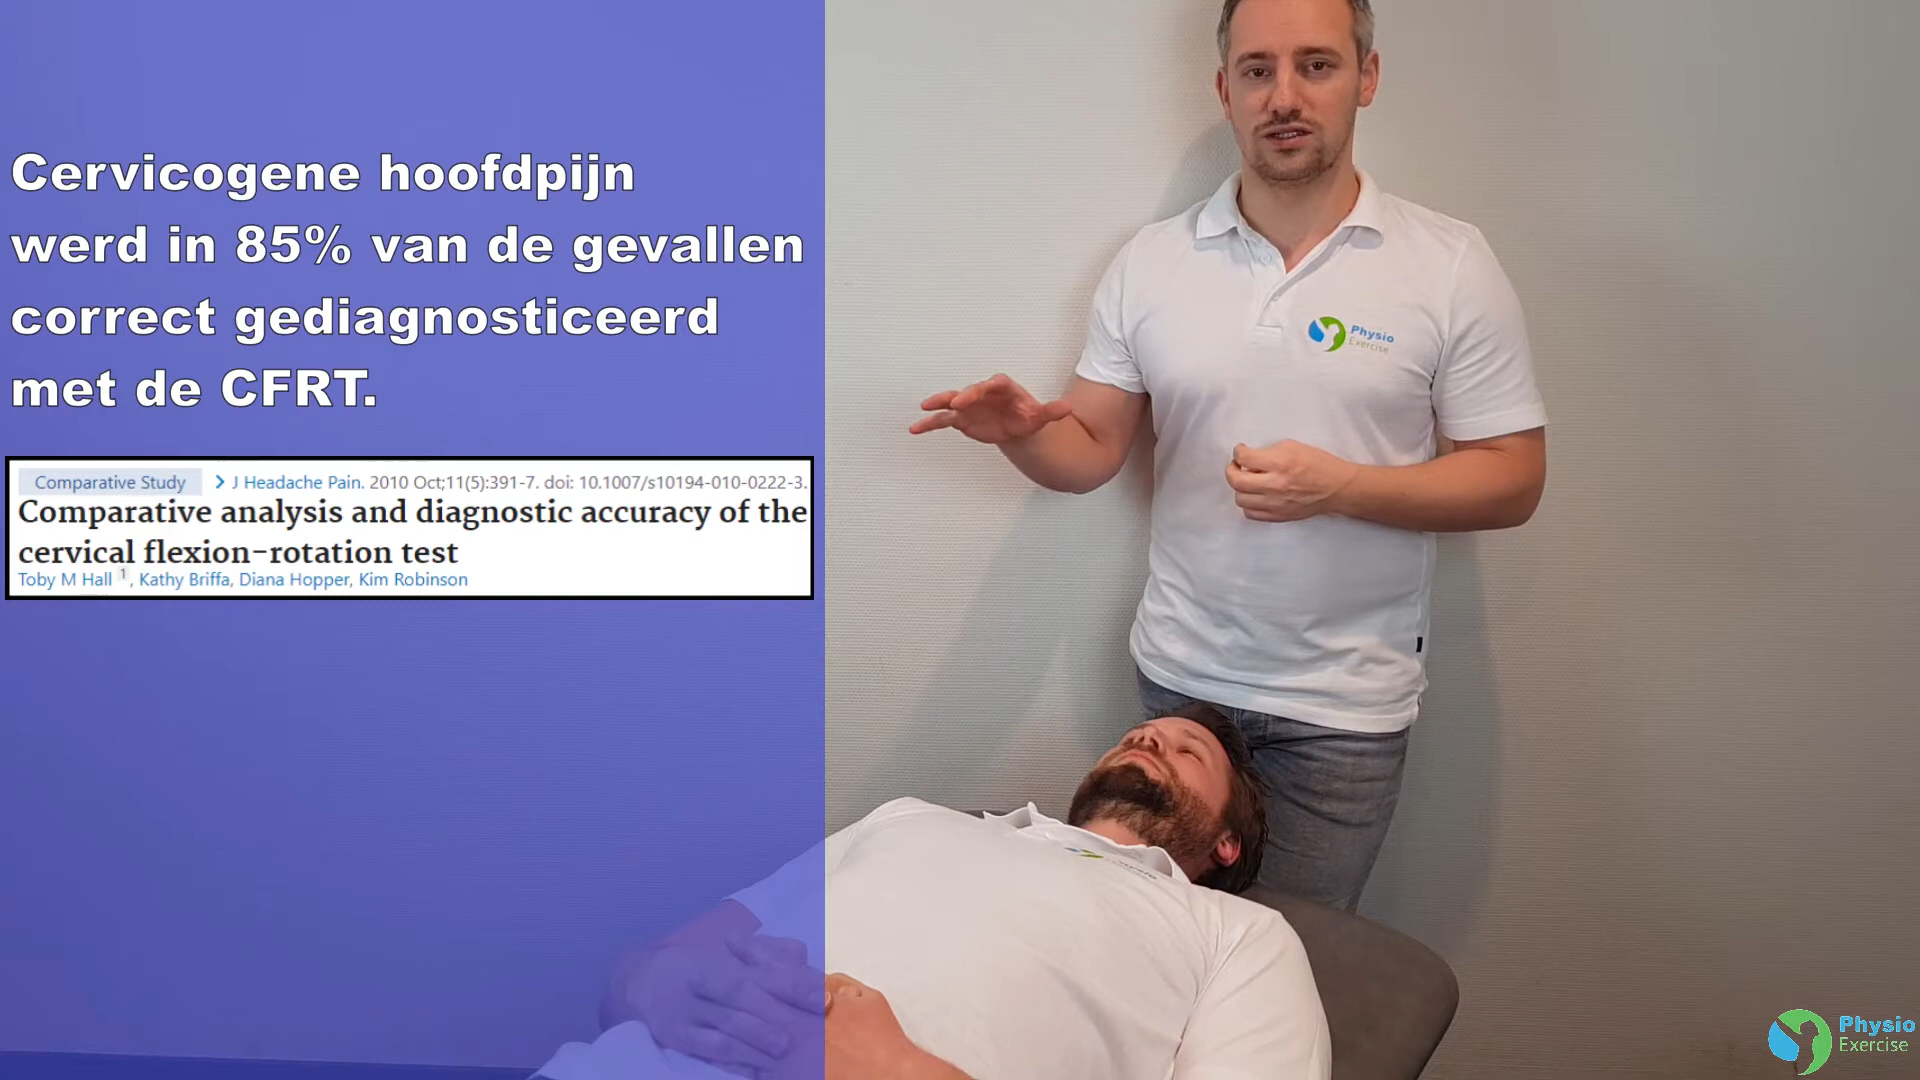 Cervicogene hoofdpijn
werd in 85% van de gevallen
correct gediagnosticeerd
met de CFRT.
Comparative Study > J Headache Pain. 2010 Oct;11(5):391-7. doi: 10.1007/s10194-010-0222-3.
Comparative analysis and diagnostic accuracy of the
cervical flexion-rotation test
Toby M Hall 1, Kathy Briffa, Diana Hopper, Kim Robinson
Physio
Exercise
Physio
Exercise